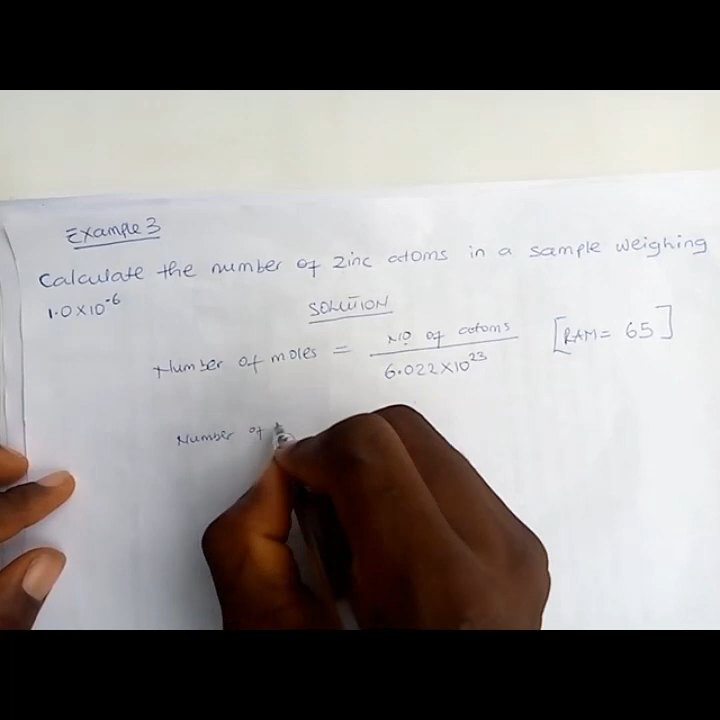 Example 3
Calculate the number of zinc atoms in a sample weighing
1.0 X 10⁻⁶
SOLUTION
Number of moles = No of atoms / 6.022 X 10²³ [RAM = 65]
Number of